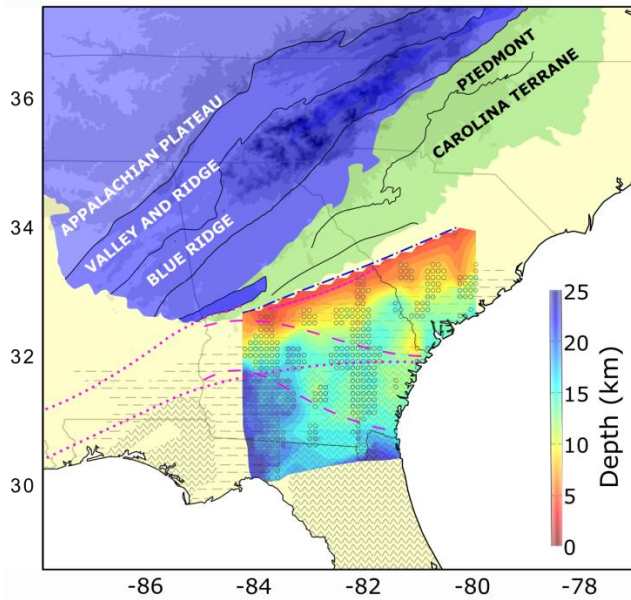 36
34
32
30
-86
-84
-82
-80
-78
APPALACHIAN PLATEAU
VALLEY AND RIDGE
BLUE RIDGE
PIEDMONT
CAROLINA TERRANE
25
20
15
10
5
0
Depth (km)